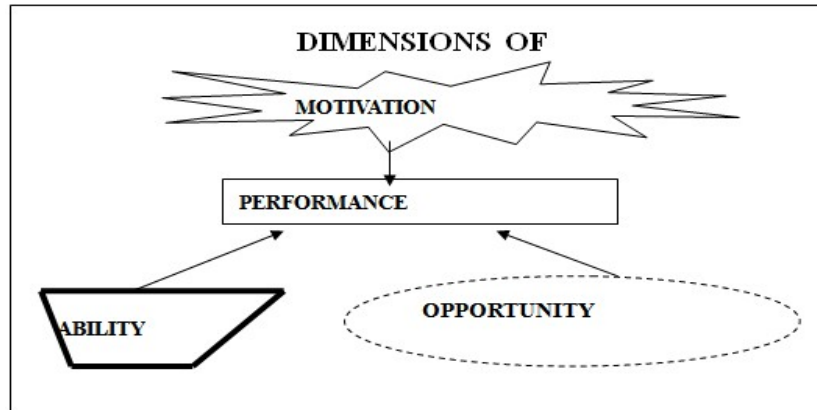 DIMENSIONS OF
MOTIVATION
PERFORMANCE
ABILITY
OPPORTUNITY